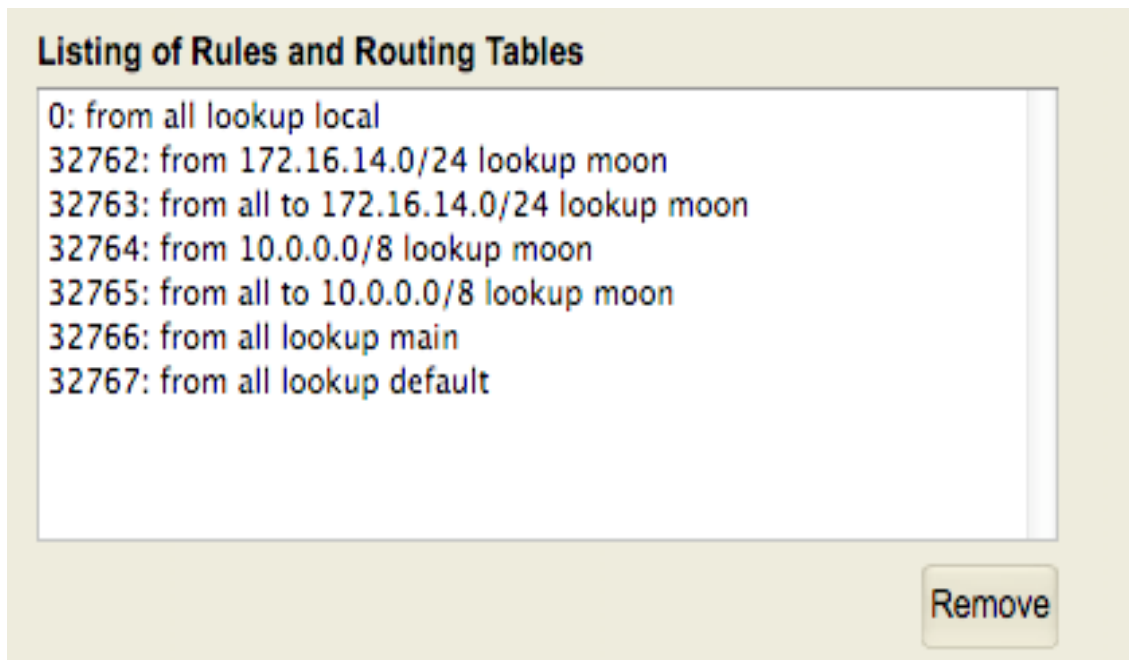 Listing of Rules and Routing Tables
0: from all lookup local
32762: from 172.16.14.0/24 lookup moon
32763: from all to 172.16.14.0/24 lookup moon
32764: from 10.0.0.0/8 lookup moon
32765: from all to 10.0.0.0/8 lookup moon
32766: from all lookup main
32767: from all lookup default
Remove